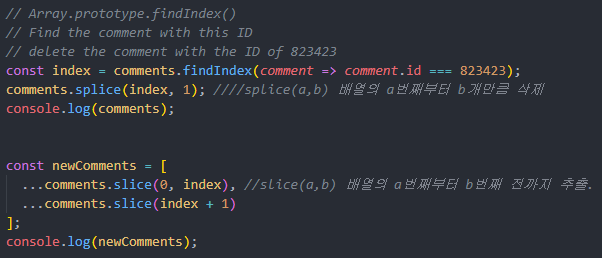 // Array.prototype.findIndex()
// Find the comment with this ID
// delete the comment with the ID of 823423
const index = comments.findIndex(comment => comment.id === 823423);
comments.splice(index, 1); ////splice(a,b) 배열의 a번째부터 b개만큼 삭제
console.log(comments);
const newComments = [
...comments.slice(0, index), //slice(a,b) 배열의 a번째부터 b번째 전까지 추출.
...comments.slice(index + 1)
];
console.log(newComments);